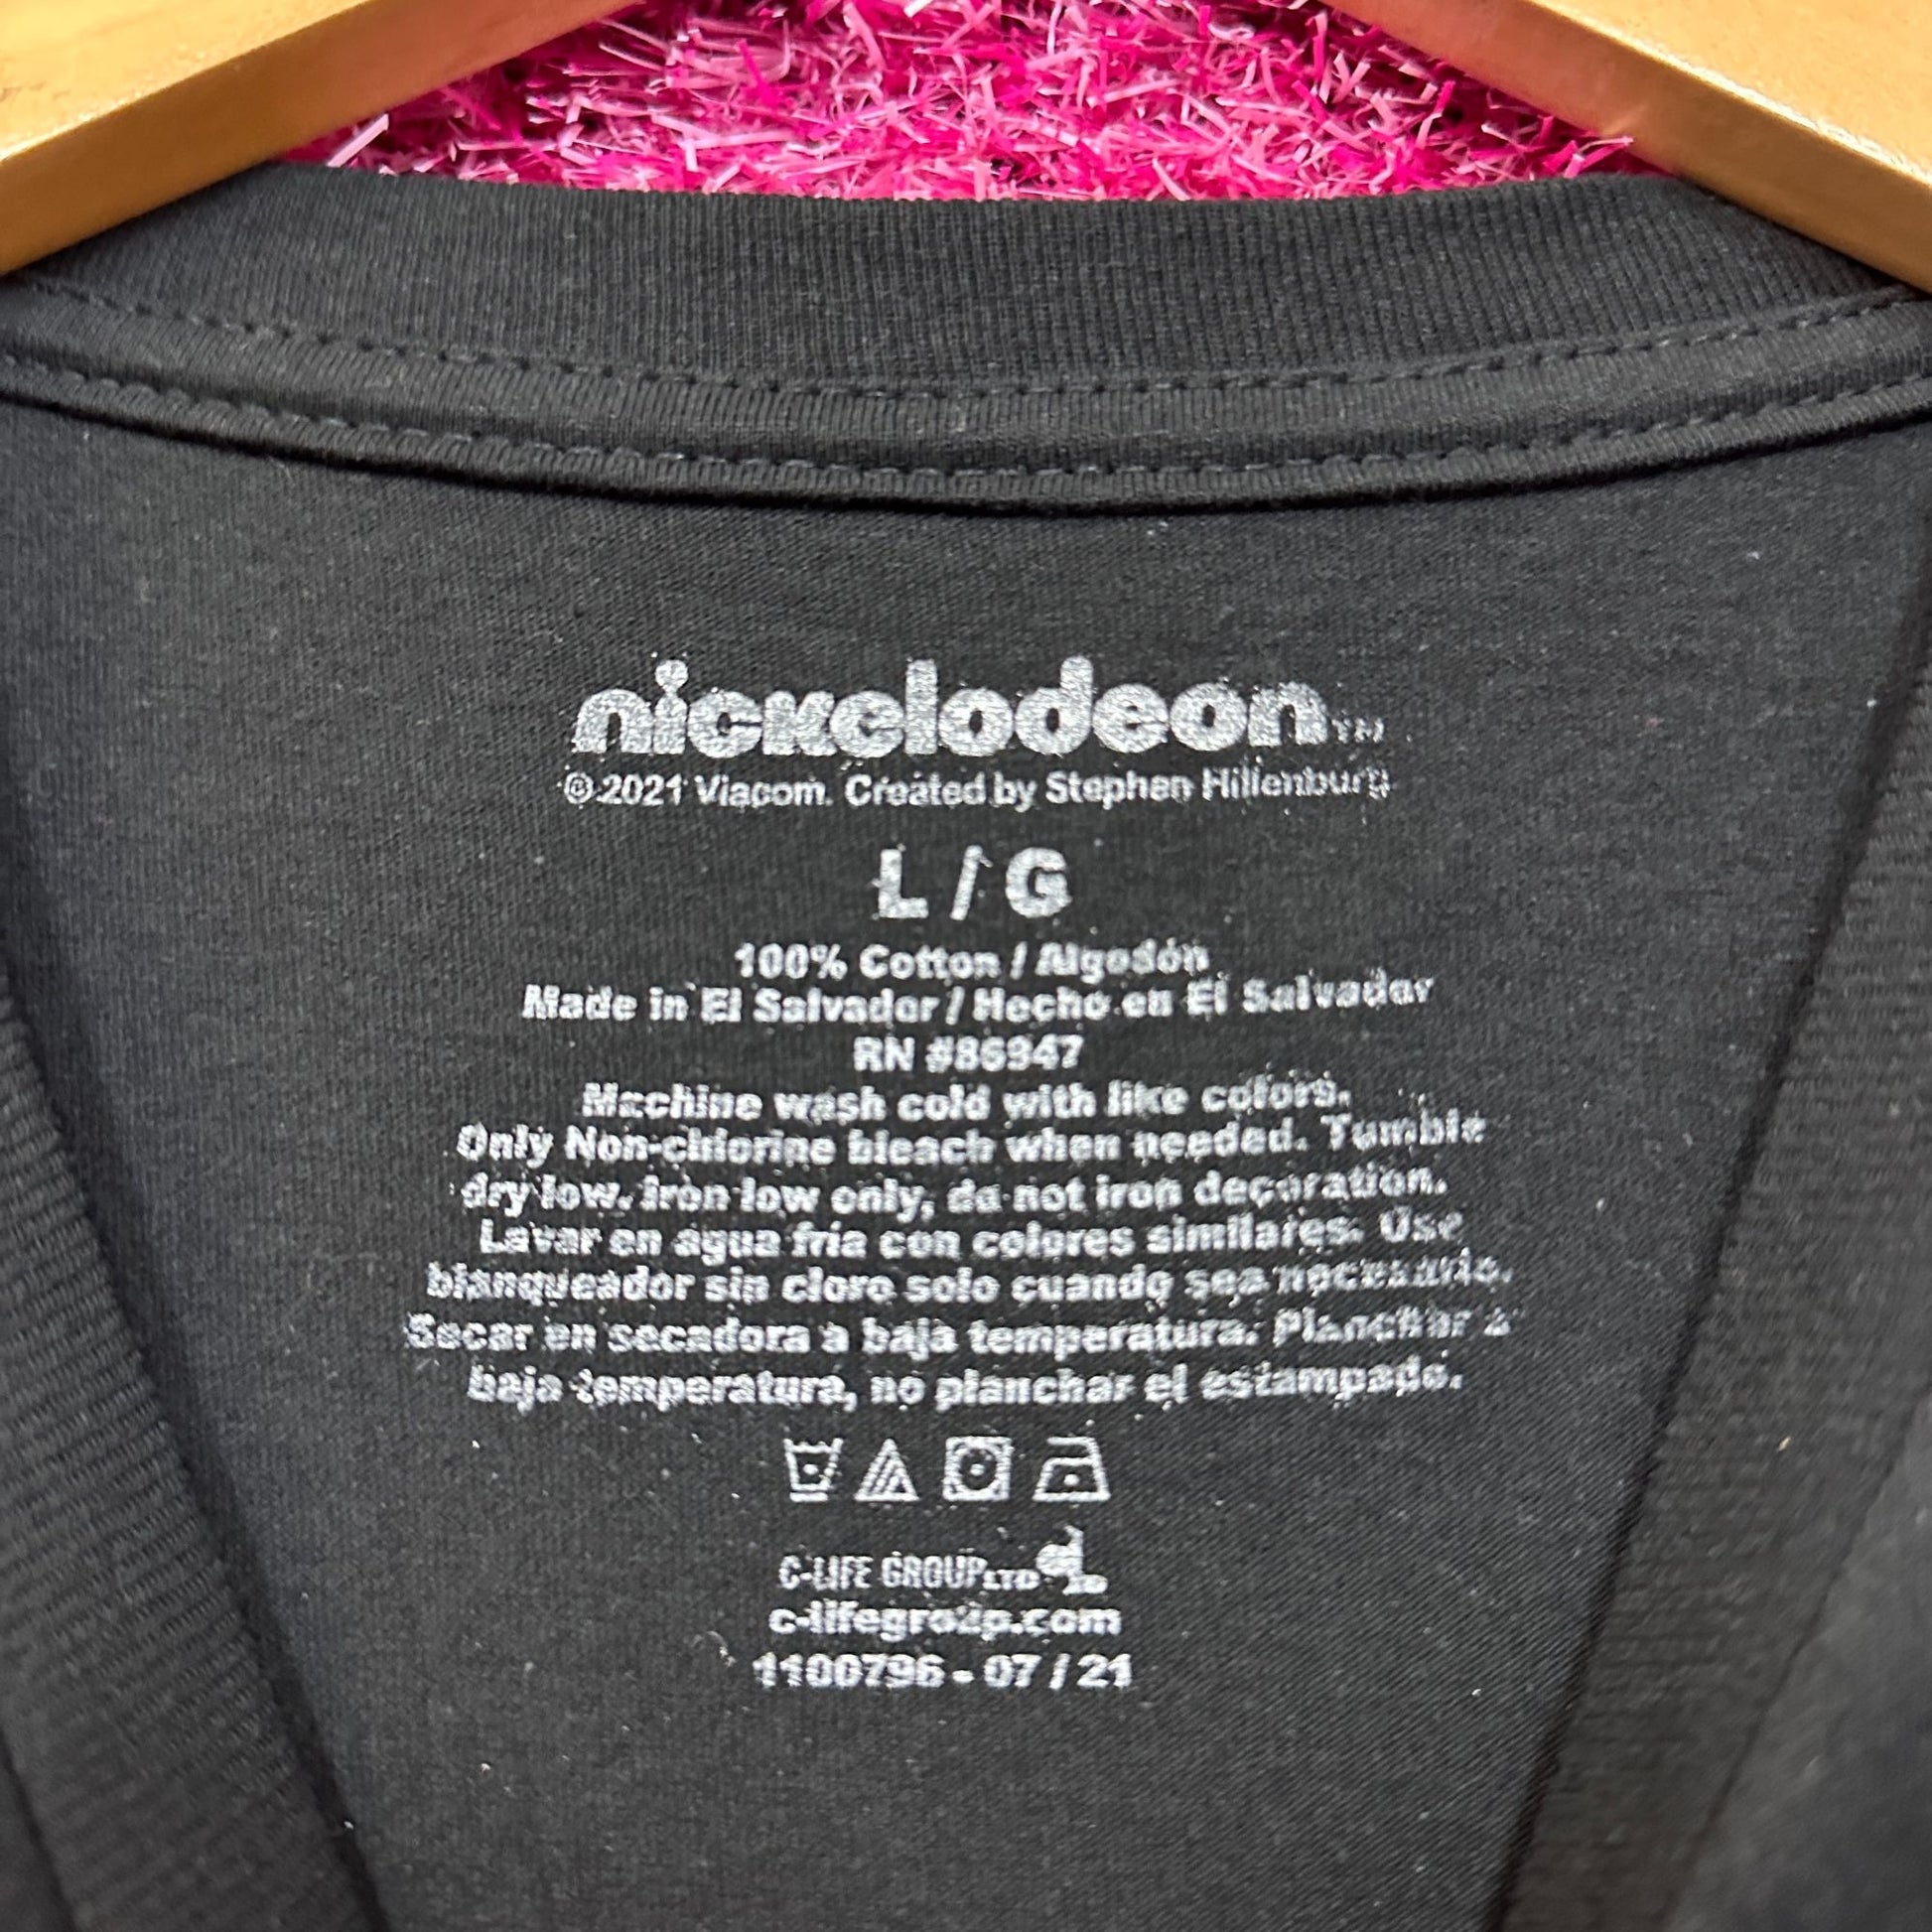 nickelodeon™
© 2021 Viacom. Created by Stephen Hillenburg
L / G
100% Cotton / Algodón
Made in El Salvador / Hecho en El Salvador
RN #86947
Machine wash cold with like colors.
Only Non-chlorine bleach when needed. Tumble
dry low. Iron low only, do not iron decoration.
Lavar en agua fria con colores similares. Use
blanqueador sin cloro solo cuando sea necesario.
Secar en secadora a baja temperatura. Planchar a
baja temperatura, no planchar el estampado.
C-LIFE GROUP LTD
c-lifegroup.com
1100796 - 07 / 21